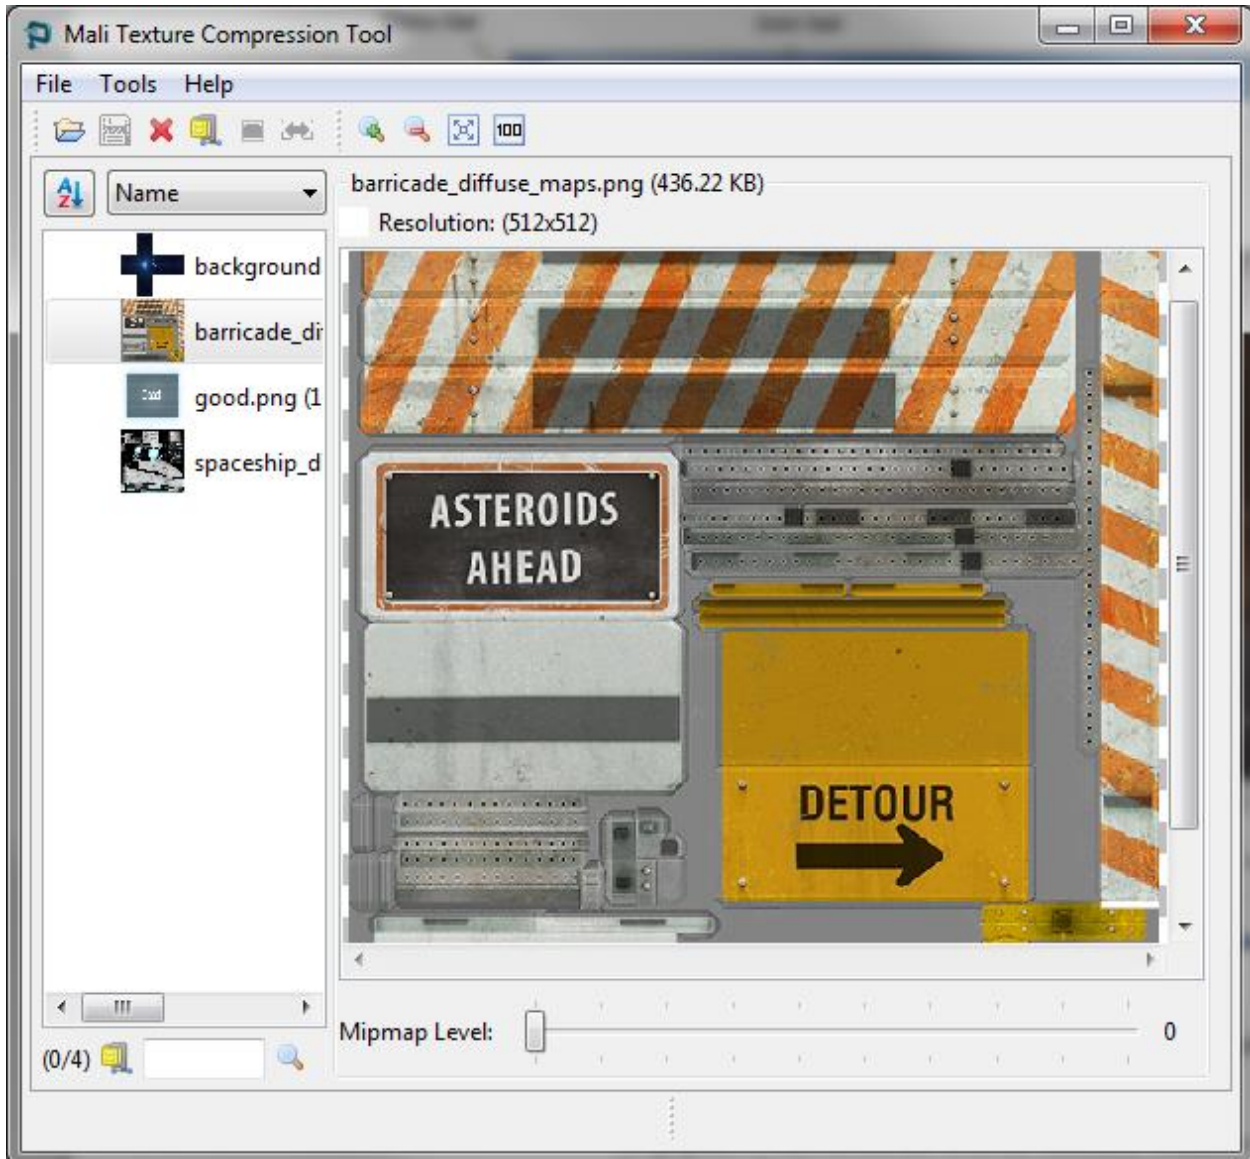 Mali Texture Compression Tool
File Tools Help
100
A Z
Name
barricade_diffuse_maps.png (436.22 KB)
Resolution: (512x512)
background
barricade_dif
good.png (1
spaceship_d
ASTEROIDS
AHEAD
DETOUR
Mipmap Level:
0
(0/4)